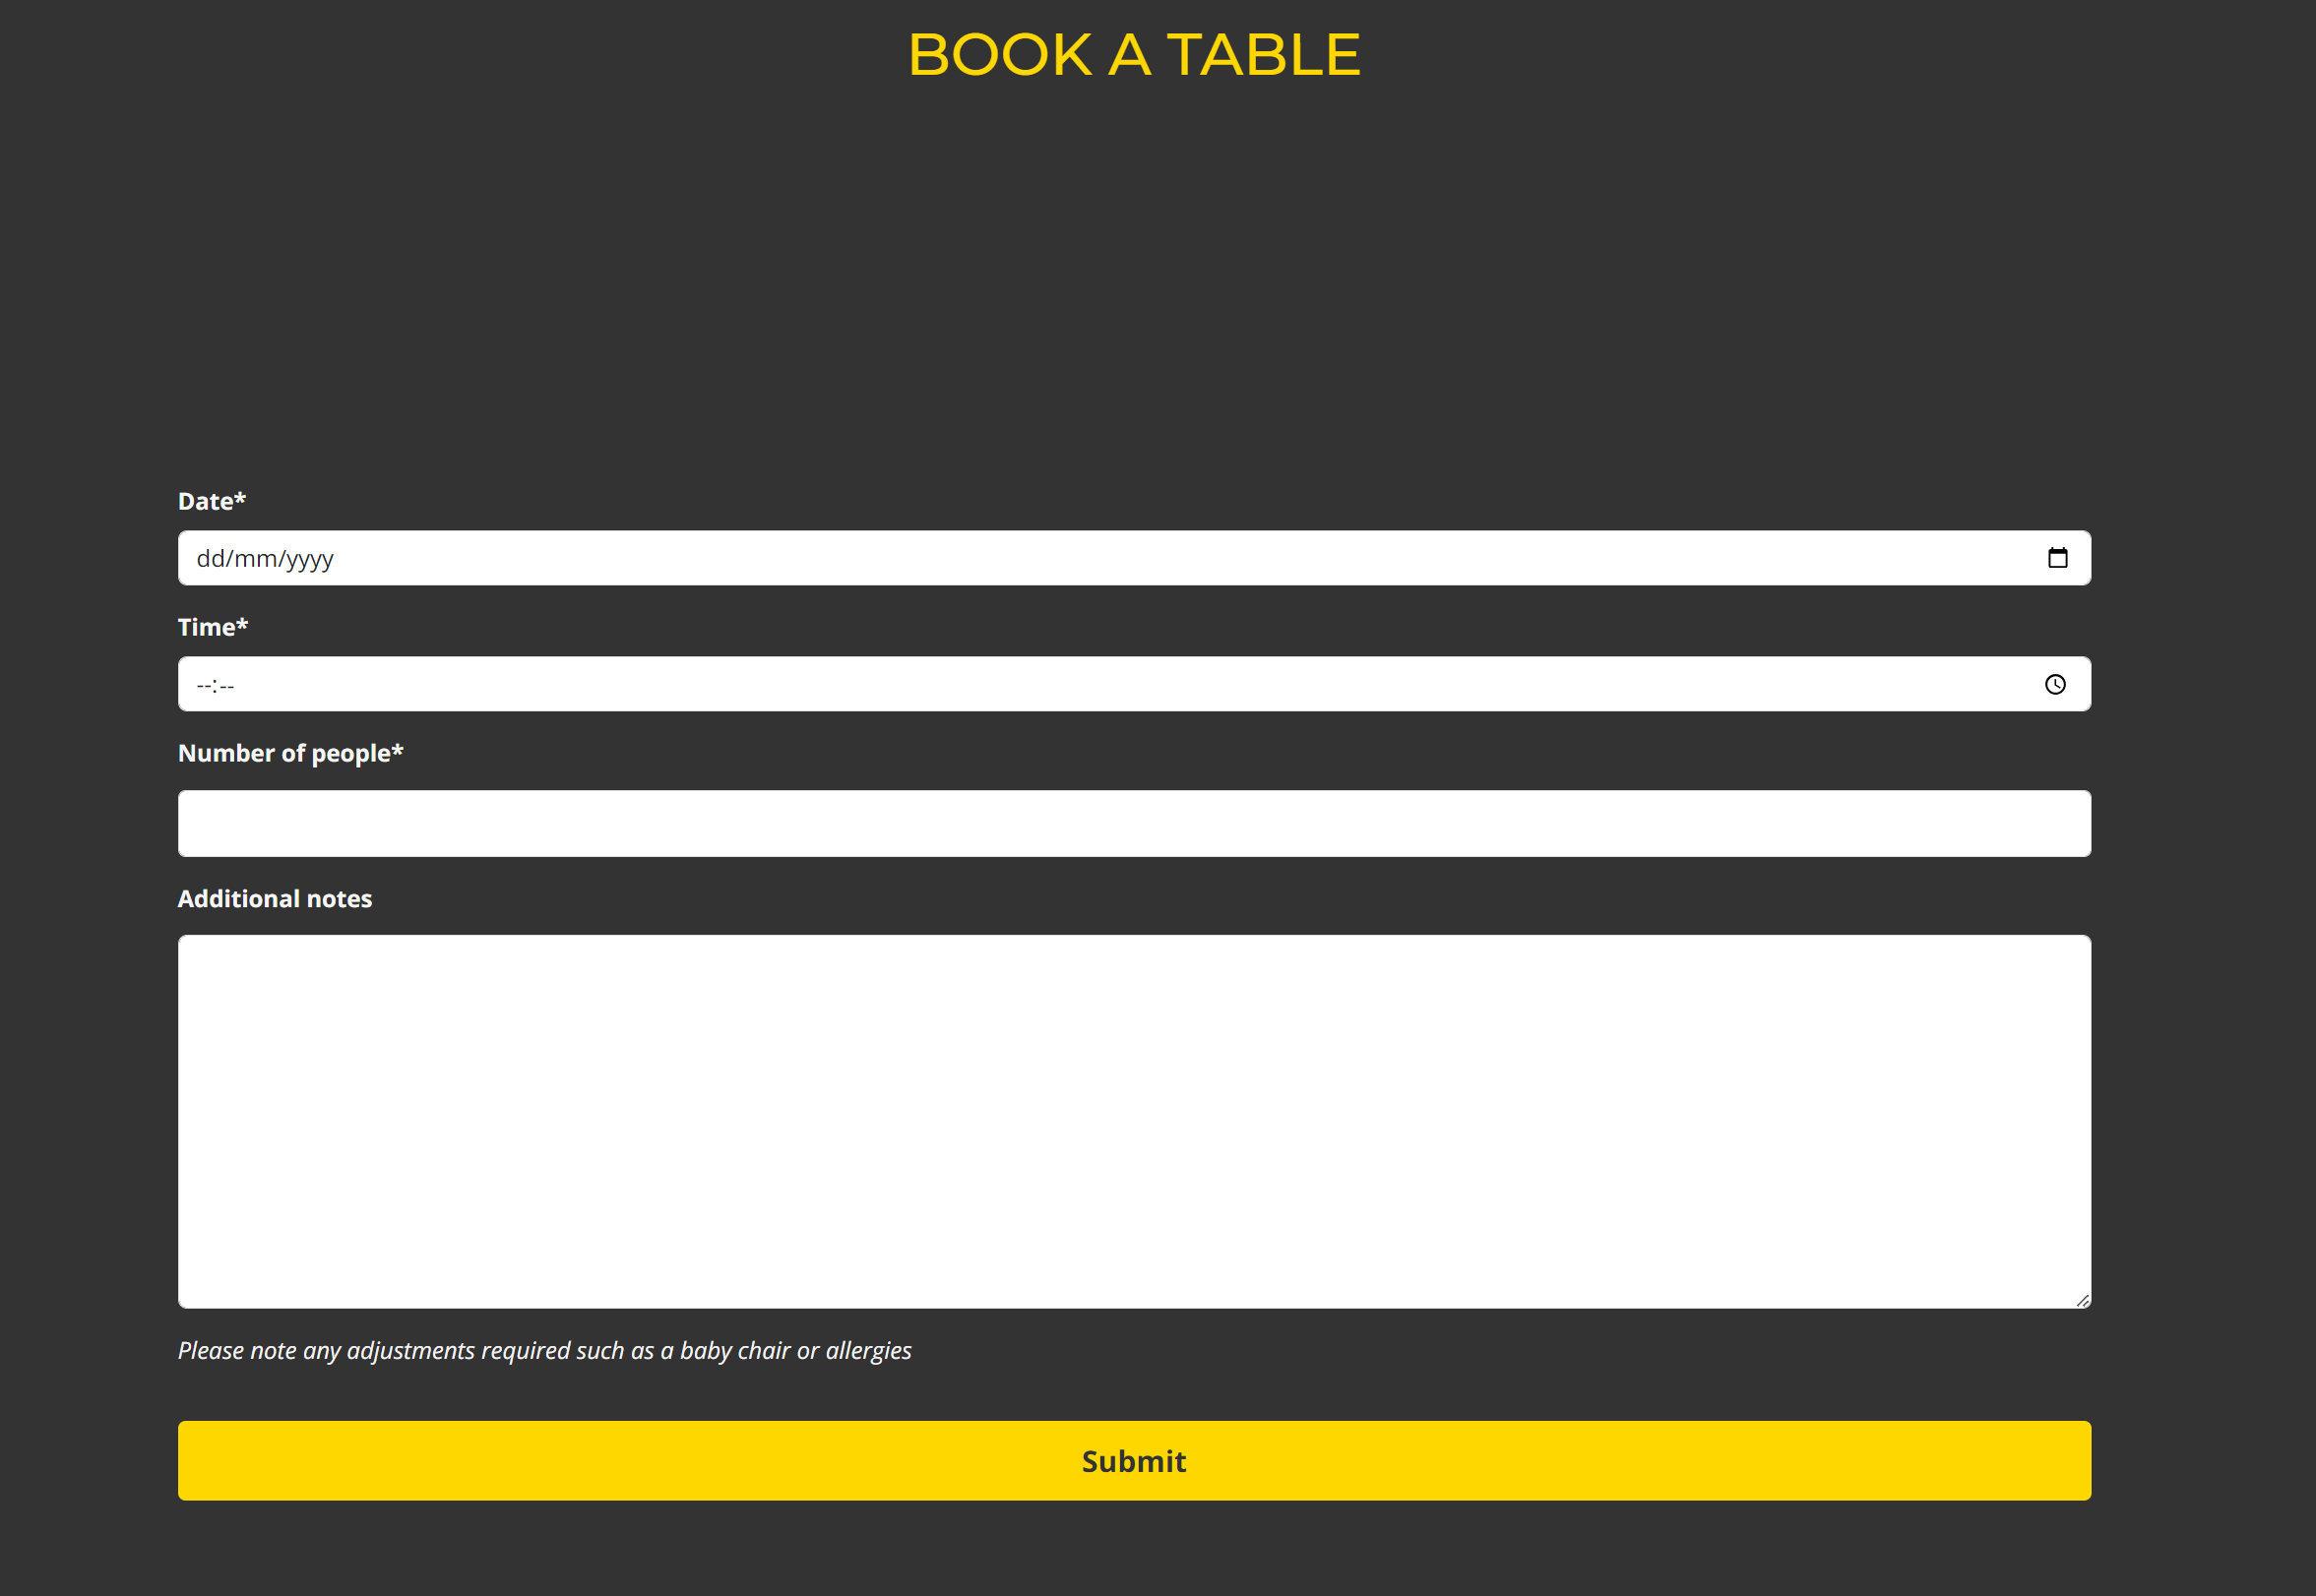 BOOK A TABLE
Date*
dd/mm/yyyy
Time*
--:--
Number of people*
Additional notes
Please note any adjustments required such as a baby chair or allergies
Submit